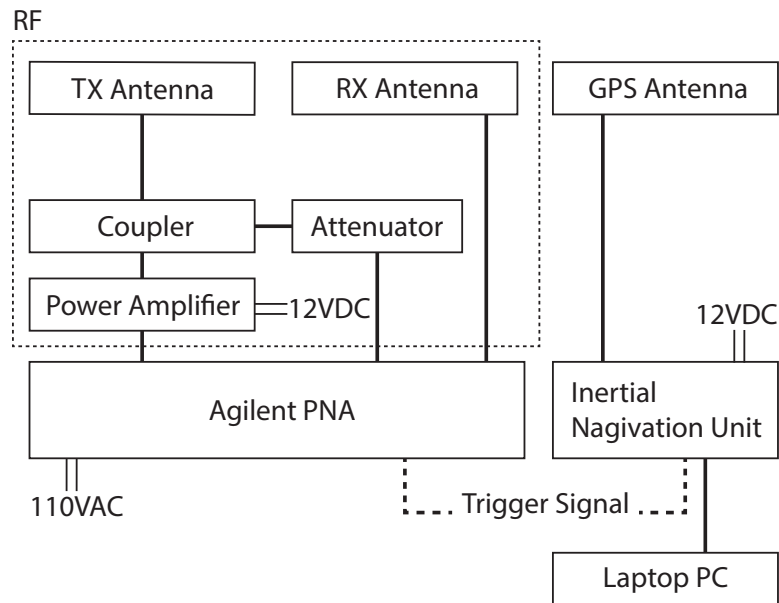 RF
TX Antenna
RX Antenna
GPS Antenna
Coupler
Attenuator
Power Amplifier
12VDC
12VDC
Agilent PNA
Inertial
Nagivation Unit
110VAC
Trigger Signal
Laptop PC